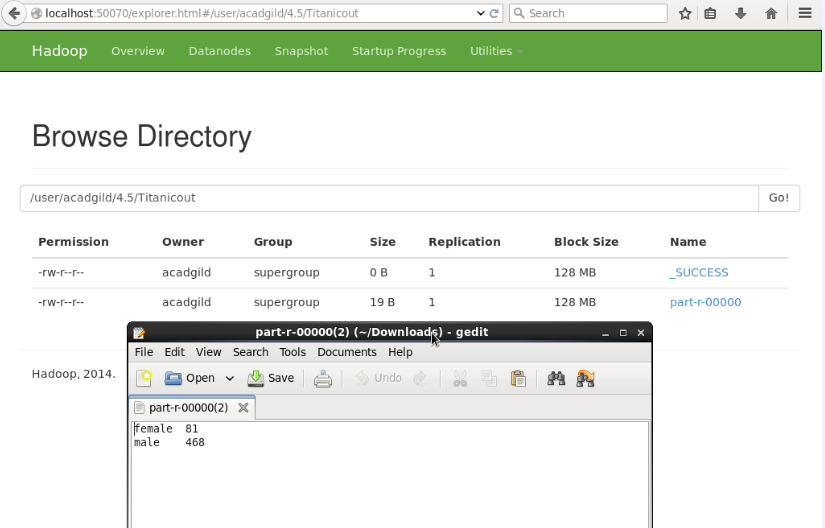 localhost:50070/explorer.html#/user/acadgild/4.5/Titanicout
Search
Hadoop Overview Datanodes Snapshot Startup Progress Utilities
Browse Directory
/user/acadgild/4.5/Titanicout Go!
Permission Owner Group Size Replication Block Size Name
-rw-r--r-- acadgild supergroup 0 B 1 128 MB _SUCCESS
-rw-r--r-- acadgild supergroup 19 B 1 128 MB part-r-00000
Hadoop, 2014.
part-r-00000(2) (~/Downloads) - gedit
File Edit View Search Tools Documents Help
Open Save Undo
part-r-00000(2)
female 81
male 468